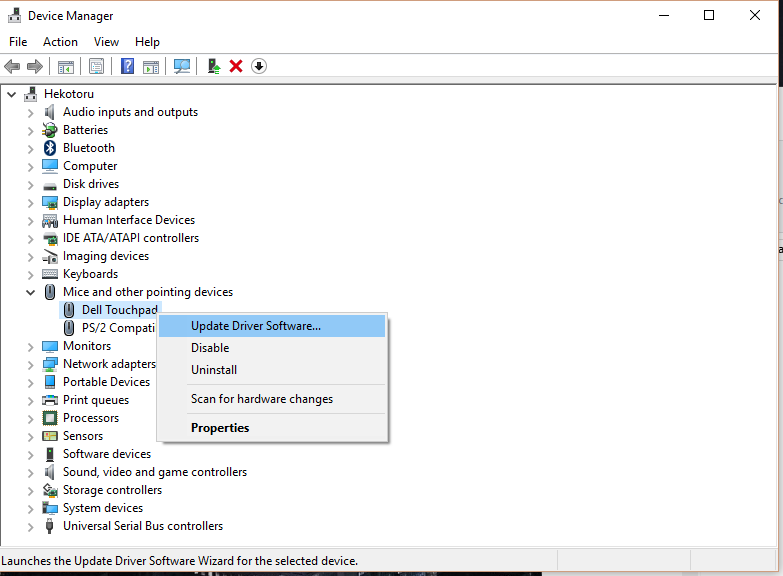 Device Manager
File Action View Help
Hekotoru
Audio inputs and outputs
Batteries
Bluetooth
Computer
Disk drives
Display adapters
Human Interface Devices
IDE ATA/ATAPI controllers
Imaging devices
Keyboards
Mice and other pointing devices
Dell Touchpad
PS/2 Compati
Update Driver Software...
Disable
Uninstall
Scan for hardware changes
Properties
Monitors
Network adapters
Portable Devices
Print queues
Processors
Sensors
Software devices
Sound, video and game controllers
Storage controllers
System devices
Universal Serial Bus controllers
Launches the Update Driver Software Wizard for the selected device.